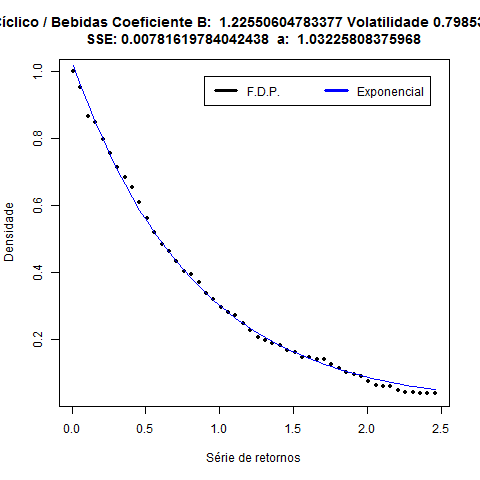 Cíclico / Bebidas Coeficiente B:  1.22550604783377 Volatilidade 0.7985
SSE: 0.00781619784042438  a:  1.03225808375968
F.D.P.
Exponencial
Densidade
1.0
0.8
0.6
0.4
0.2
0.0
0.5
1.0
1.5
2.0
2.5
Série de retornos